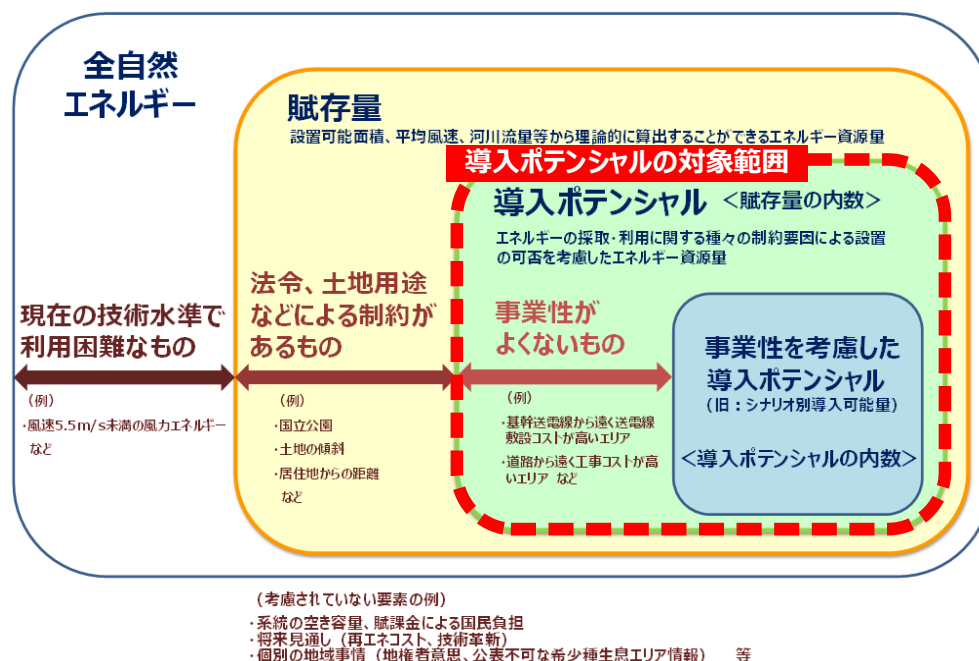 全自然
エネルギー
賦存量
設置可能面積、平均風速、河川流量等から理論的に算出することができるエネルギー資源量
導入ポテンシャルの対象範囲
導入ポテンシャル <賦存量の内数>
エネルギーの採取・利用に関する種々の制約要因による設置
の可否を考慮したエネルギー資源量
現在の技術水準で
利用困難なもの
(例)
・風速5.5m/s未満の風力エネルギー
など
法令、土地用途
などによる制約が
あるもの
(例)
・国立公園
・土地の傾斜
・居住地からの距離
など
事業性が
よくないもの
(例)
・基幹送電線から遠く送電線
敷設コストが高いエリア
・道路から遠く工事コストが高
いエリア など
事業性を考慮した
導入ポテンシャル
(旧：シナリオ別導入可能量)
<導入ポテンシャルの内数>
(考慮されていない要素の例)
・系統の空き容量、賦課金による国民負担
・将来見通し（再エネコスト、技術革新）
・個別の地域事情（地権者意思、公表不可な希少種生息エリア情報） 等